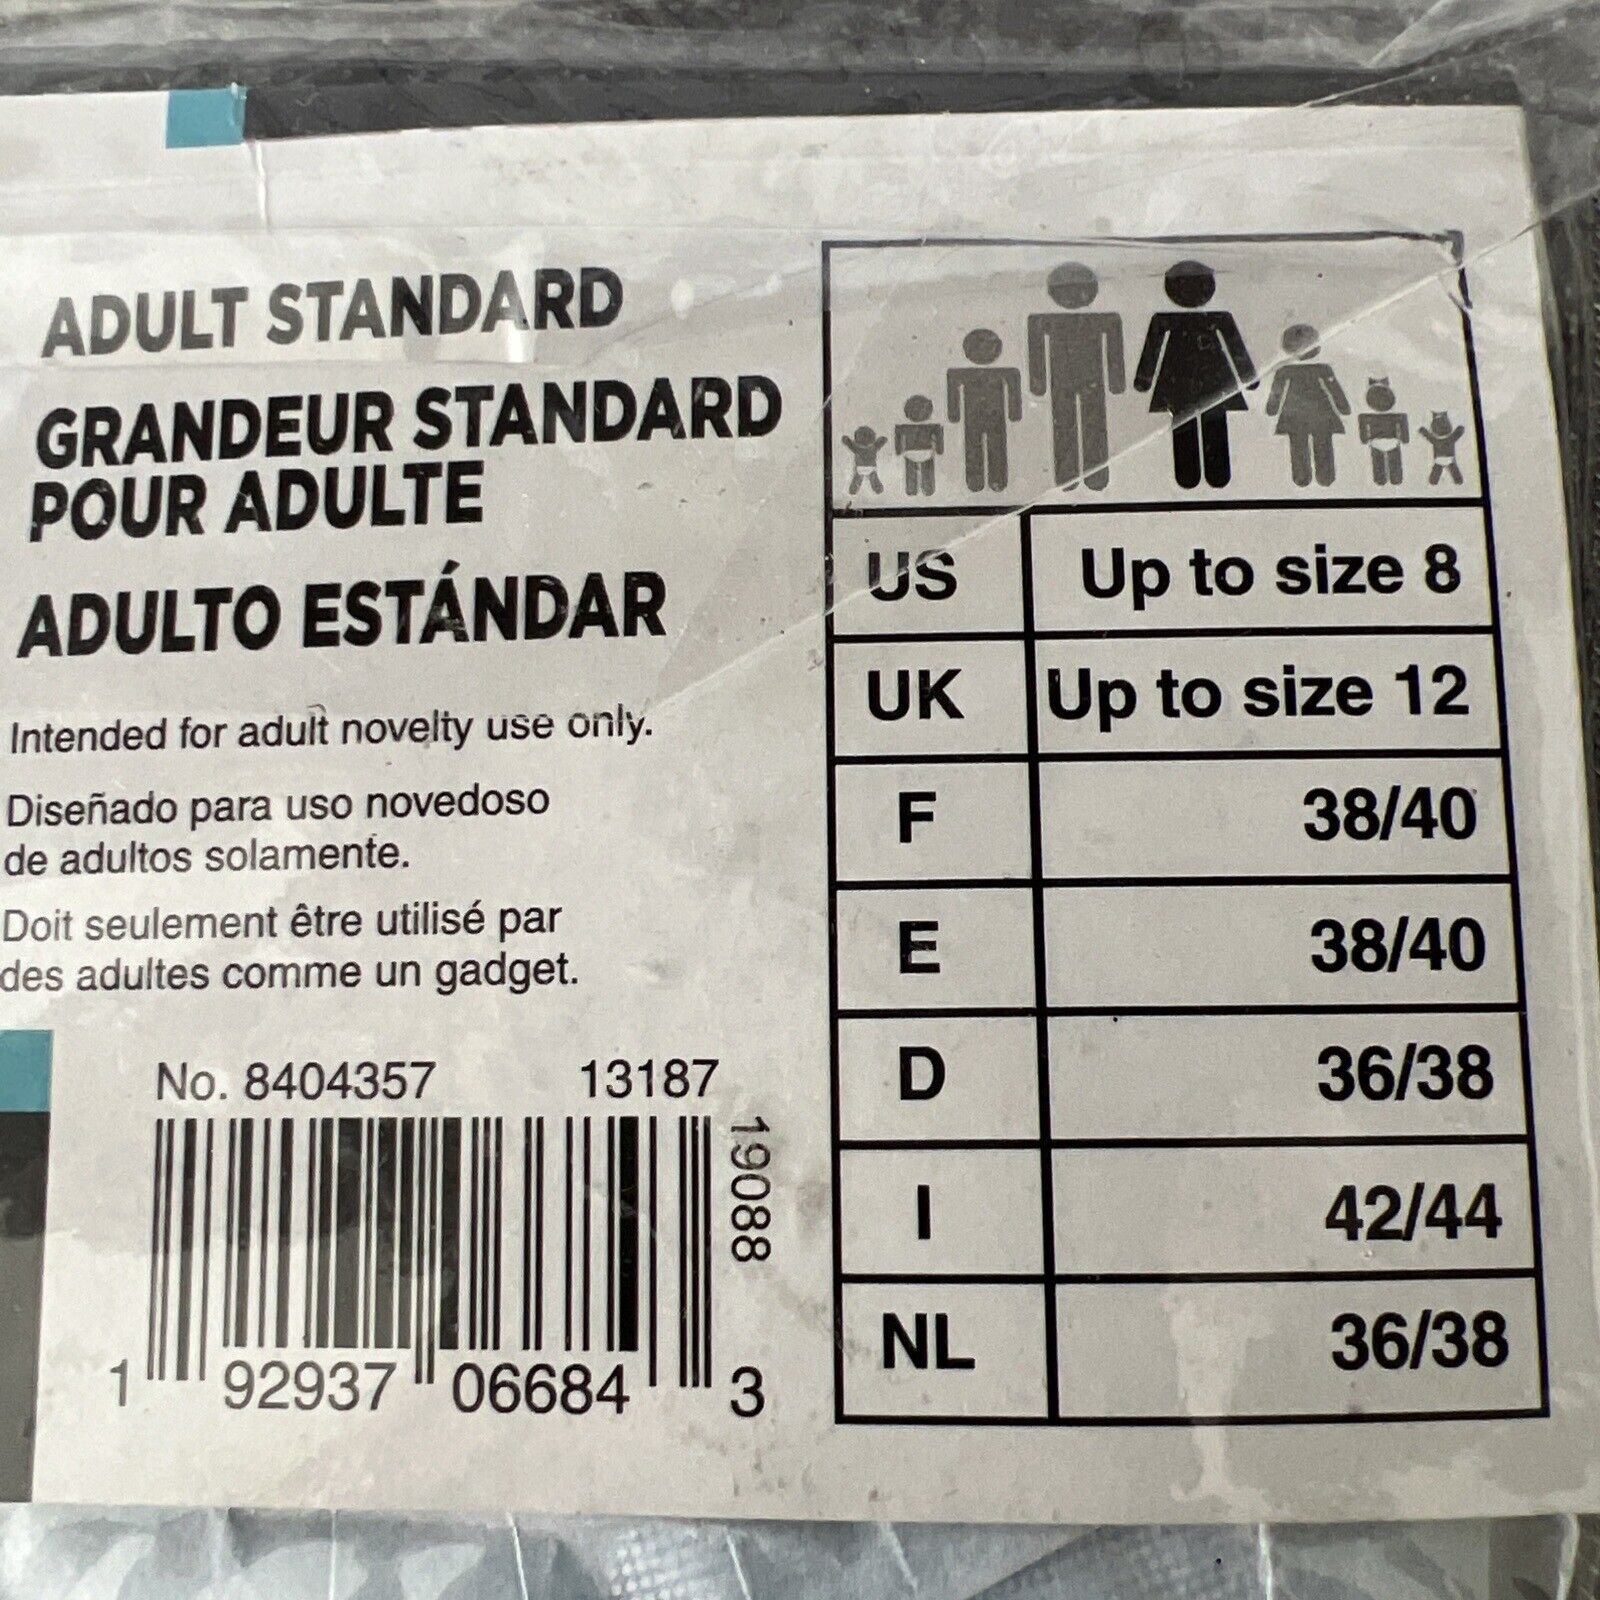 ADULT STANDARD
GRANDEUR STANDARD
POUR ADULTE
ADULTO ESTÁNDAR
Intended for adult novelty use only.
Diseñado para uso novedoso
de adultos solamente.
Doit seulement être utilisé par
des adultes comme un gadget.
No. 8404357 13187
19088
1 92937 06684 3
US Up to size 8
UK Up to size 12
F 38/40
E 38/40
D 36/38
I 42/44
NL 36/38